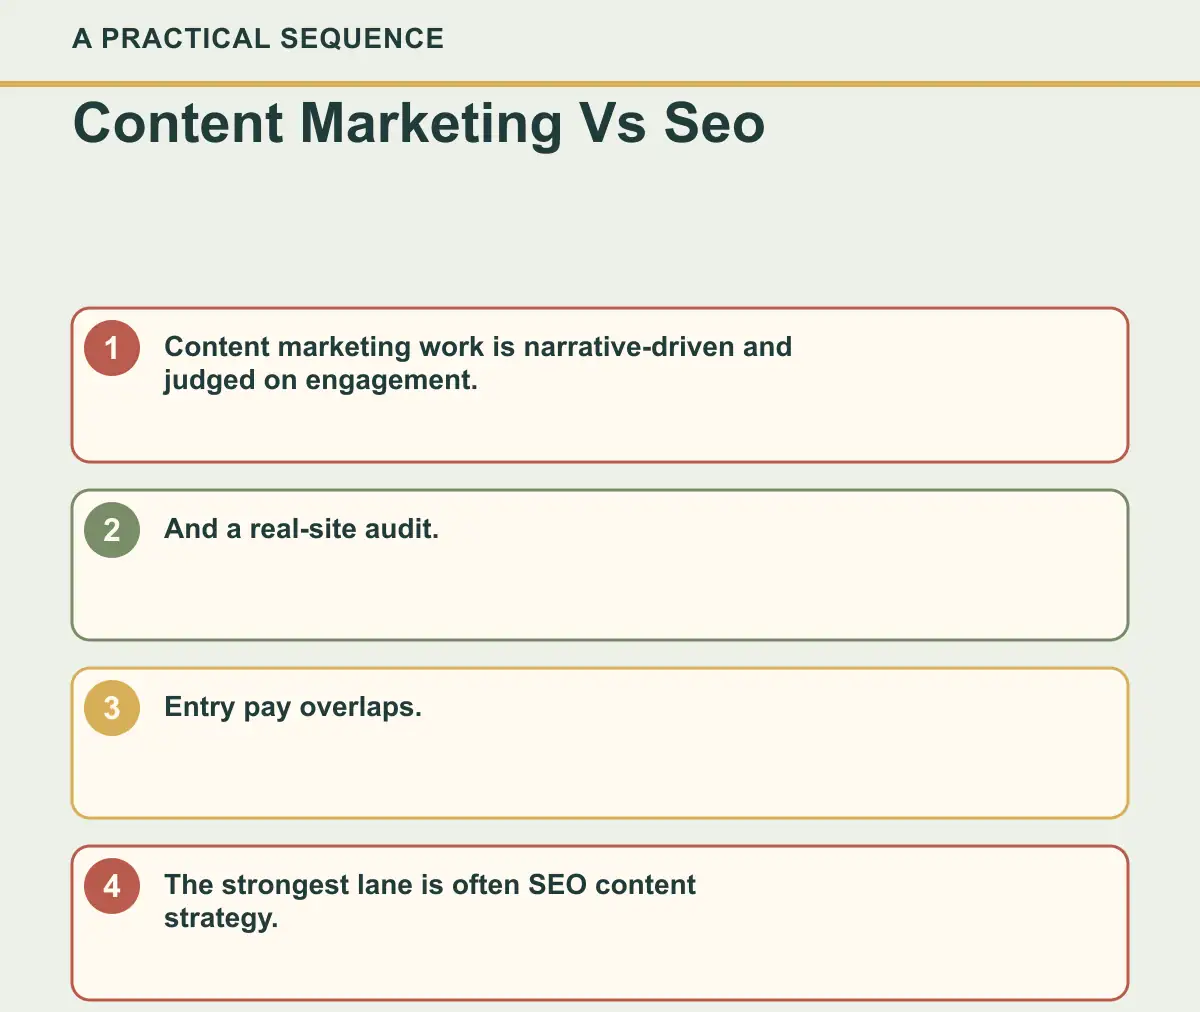 A PRACTICAL SEQUENCE
Content Marketing Vs Seo
1
Content marketing work is narrative-driven and
judged on engagement.
2
And a real-site audit.
3
Entry pay overlaps.
4
The strongest lane is often SEO content
strategy.